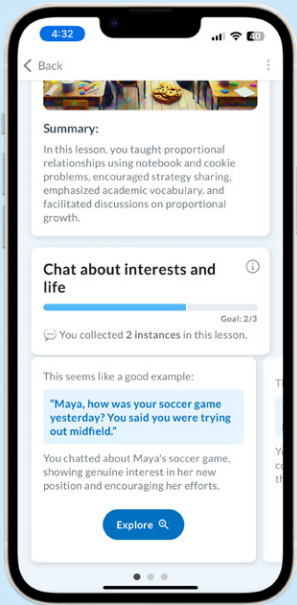 4:32
Back
Summary:
In this lesson, you taught proportional
relationships using notebook and cookie
problems, encouraged strategy sharing,
emphasized academic vocabulary, and
facilitated discussions on proportional
growth.
Chat about interests and
life
Goal: 2/3
You collected 2 instances in this lesson.
This seems like a good example:
"Maya, how was your soccer game
yesterday? You said you were trying
out midfield."
You chatted about Maya's soccer game,
showing genuine interest in her new
position and encouraging her efforts.
Explore